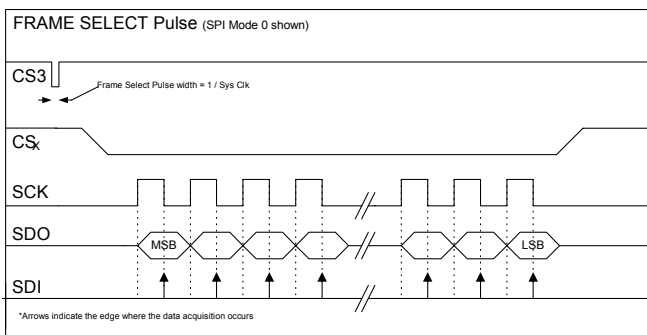 FRAME SELECT Pulse (SPI Mode 0 shown)
CS3
Frame Select Pulse width = 1 / Sys Clk
CSX
SCK
SDO
MSB
LSB
SDI
*Arrows indicate the edge where the data acquisition occurs